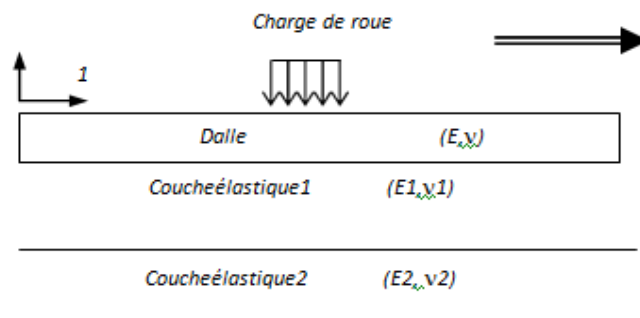 Charge de roue
1
Dalle (E,ν)
Coucheélastique1 (E1,ν1)
Coucheélastique2 (E2, ν2)